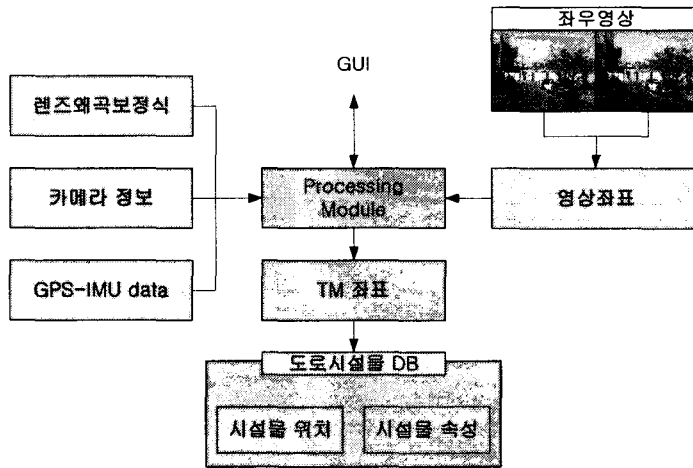 좌우영상
GUI
렌즈왜곡보정식
카메라 정보
Processing
Module
영상좌표
GPS-IMU data
TM 좌표
도로시설물 DB
시설물 위치
시설물 속성